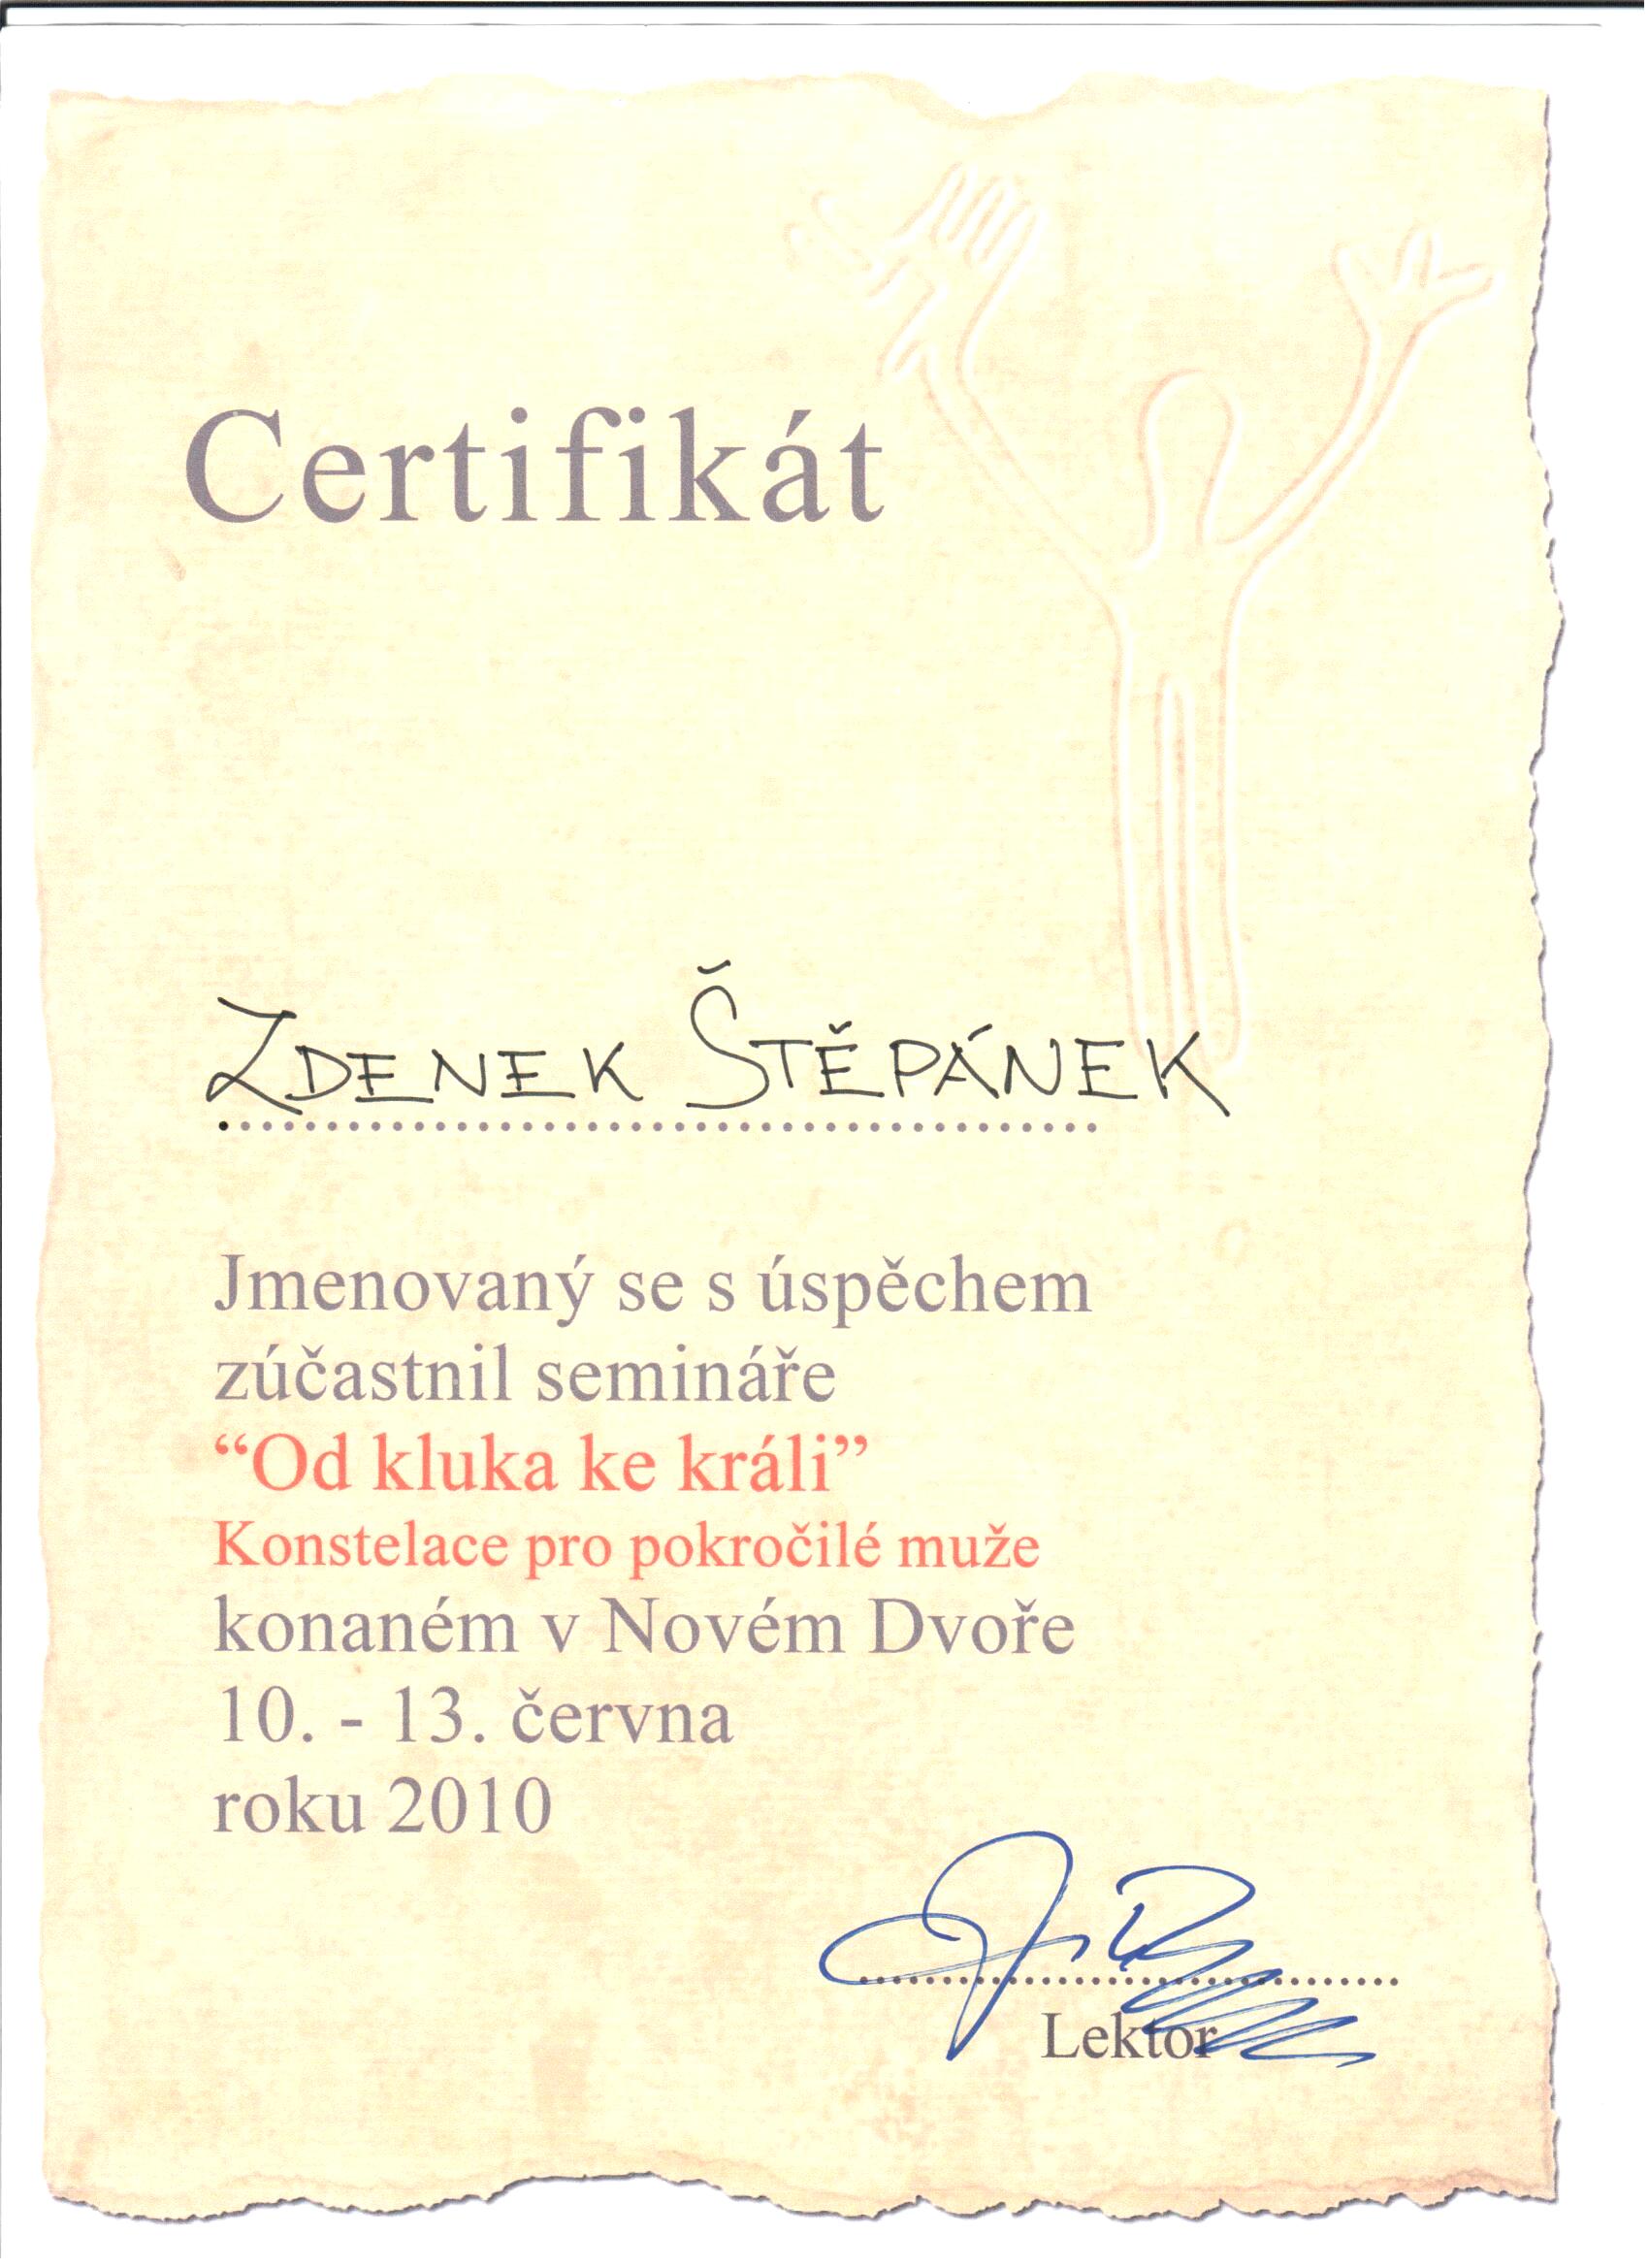 Certifikát
ZDENEK ŠTĚPÁNEK
Jmenovaný se s úspěchem
zúčastnil semináře
“Od kluka ke králi”
Konstelace pro pokročilé muže
konaném v Novém Dvoře
10. - 13. června
roku 2010
Lektor